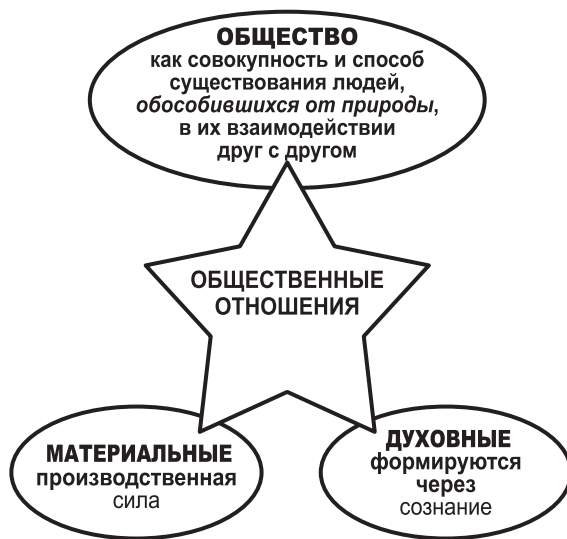 ОБЩЕСТВО
как совокупность и способ
существования людей,
обособившихся от природы,
в их взаимодействии
друг с другом
ОБЩЕСТВЕННЫЕ
ОТНОШЕНИЯ
МАТЕРИАЛЬНЫЕ
производственная
сила
ДУХОВНЫЕ
формируются
через
сознание